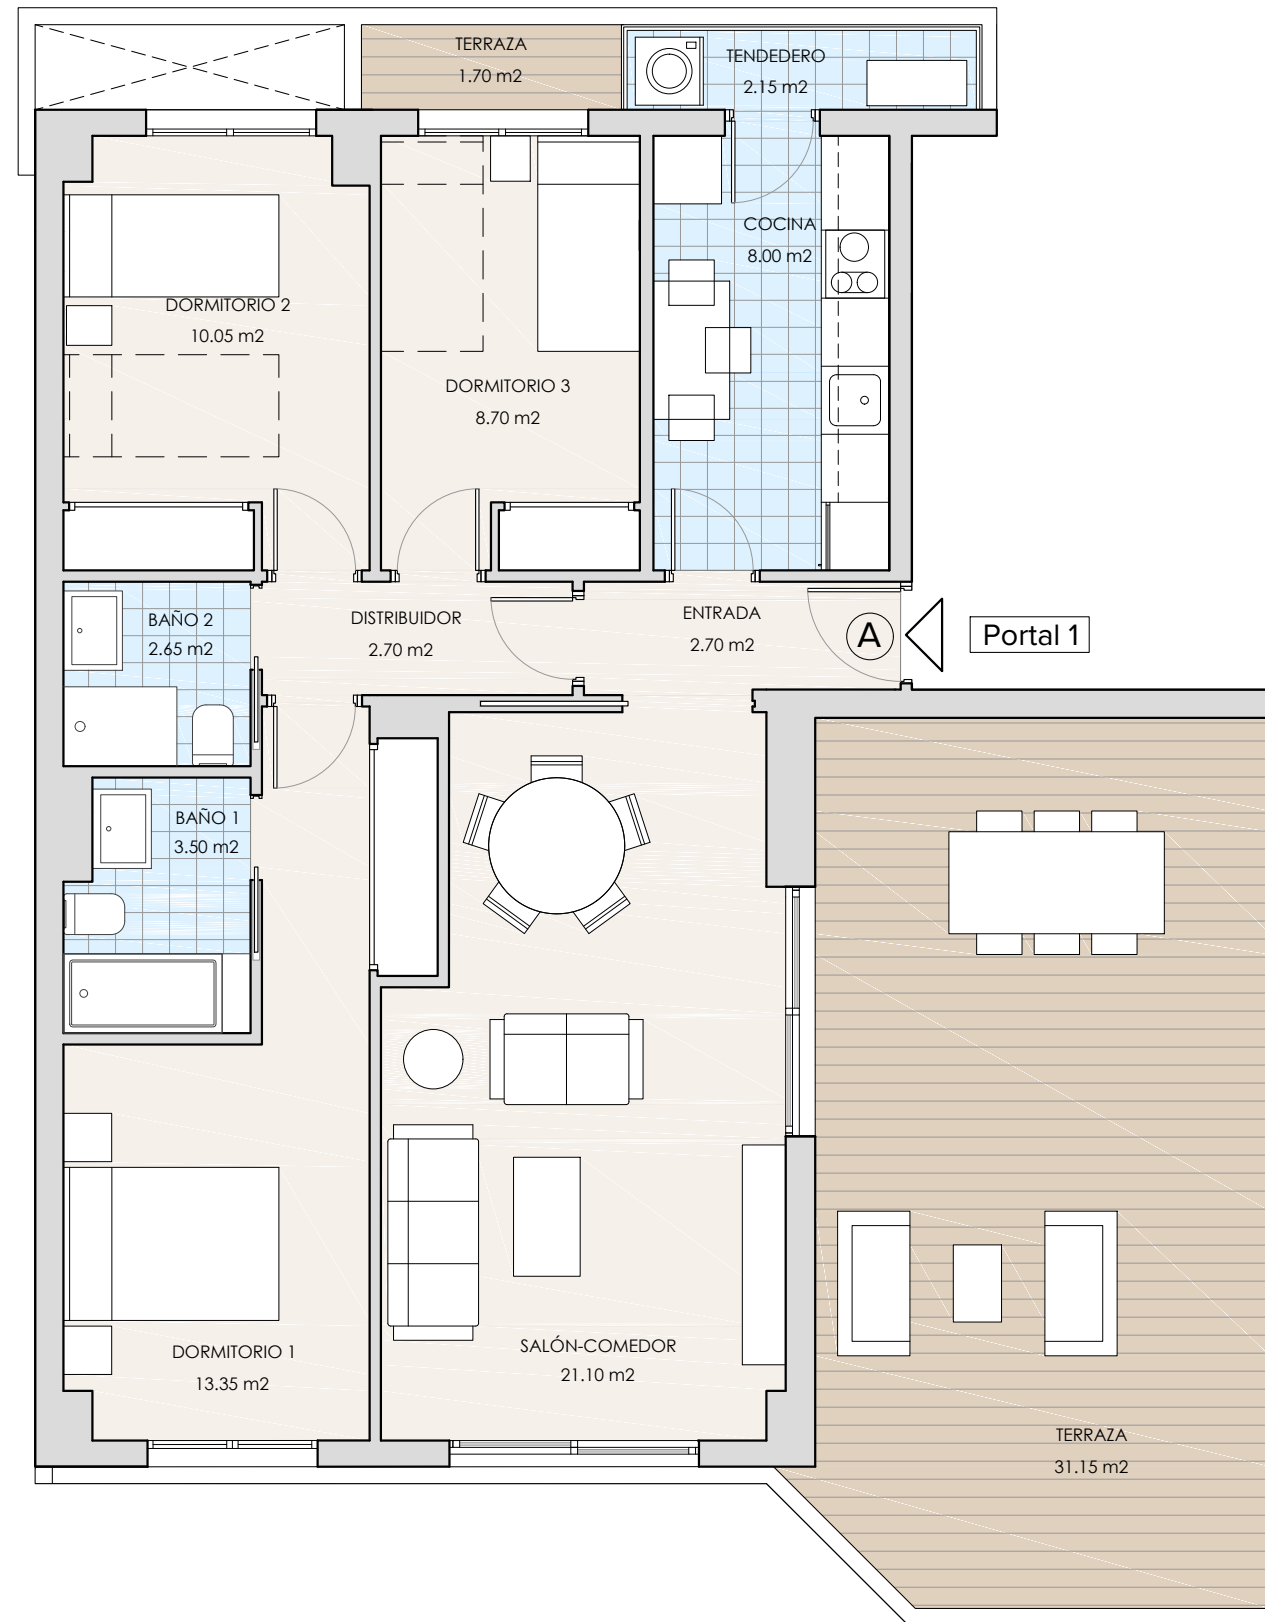 TERRAZA
1.70 m2
TENDEDERO
2.15 m2
COCINA
8.00 m2
DORMITORIO 2
10.05 m2
DORMITORIO 3
8.70 m2
BAÑO 2
2.65 m2
DISTRIBUIDOR
2.70 m2
ENTRADA
2.70 m2
A
Portal 1
BAÑO 1
3.50 m2
DORMITORIO 1
13.35 m2
SALÓN-COMEDOR
21.10 m2
TERRAZA
31.15 m2